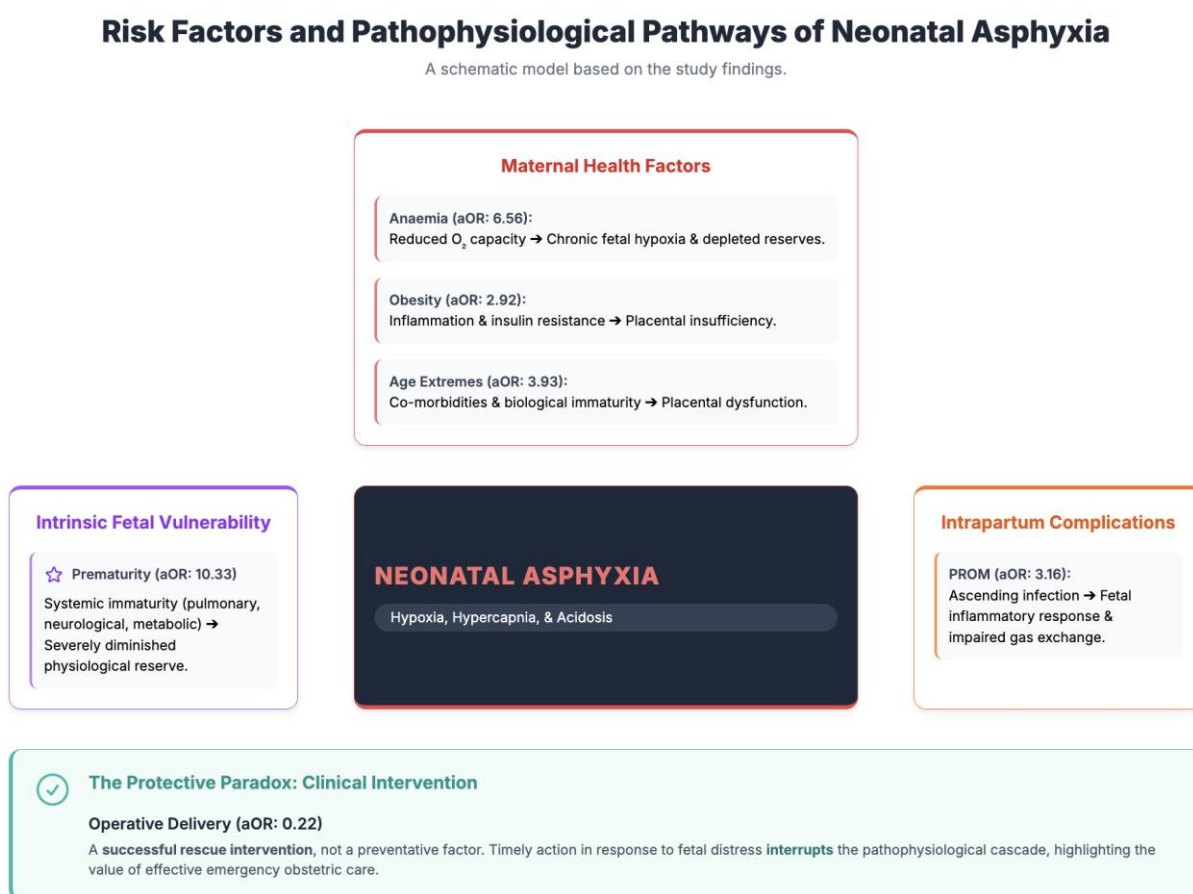 Risk Factors and Pathophysiological Pathways of Neonatal Asphyxia
A schematic model based on the study findings.
Maternal Health Factors
Anaemia (aOR: 6.56):
Reduced O₂ capacity ➔ Chronic fetal hypoxia & depleted reserves.
Obesity (aOR: 2.92):
Inflammation & insulin resistance ➔ Placental insufficiency.
Age Extremes (aOR: 3.93):
Co-morbidities & biological immaturity ➔ Placental dysfunction.
Intrinsic Fetal Vulnerability
Prematurity (aOR: 10.33)
Systemic immaturity (pulmonary,
neurological, metabolic) ➔
Severely diminished
physiological reserve.
NEONATAL ASPHYXIA
Hypoxia, Hypercapnia, & Acidosis
Intrapartum Complications
PROM (aOR: 3.16):
Ascending infection ➔ Fetal
inflammatory response &
impaired gas exchange.
The Protective Paradox: Clinical Intervention
Operative Delivery (aOR: 0.22)
A successful rescue intervention, not a preventative factor. Timely action in response to fetal distress interrupts the pathophysiological cascade, highlighting the
value of effective emergency obstetric care.